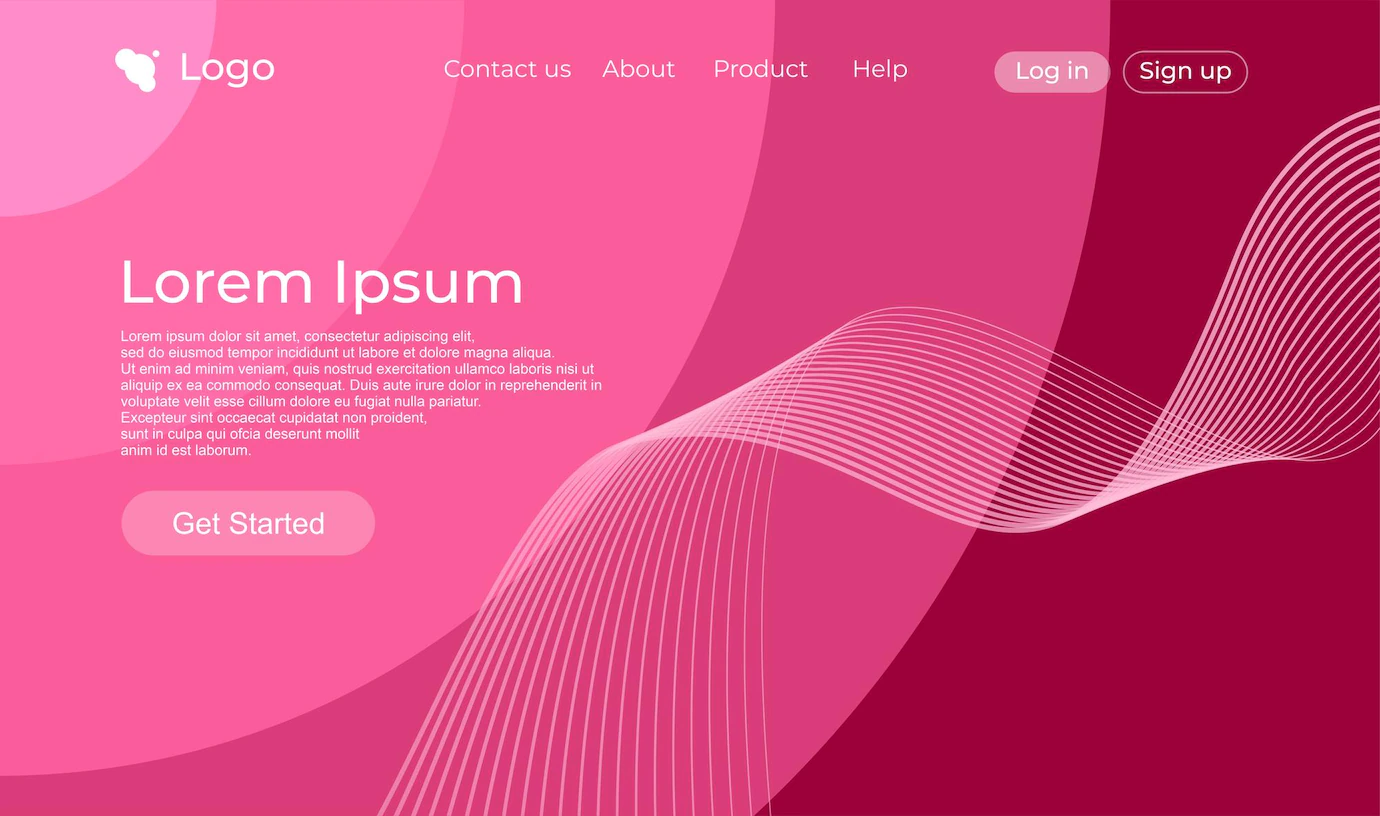 Logo
Contact us
About
Product
Help
Log in
Sign up
Lorem Ipsum
Lorem ipsum dolor sit amet, consectetur adipiscing elit,
sed do eiusmod tempor incididunt ut labore et dolore magna aliqua.
Ut enim ad minim veniam, quis nostrud exercitation ullamco laboris nisi ut
aliquip ex ea commodo consequat. Duis aute irure dolor in reprehenderit in
voluptate velit esse cillum dolore eu fugiat nulla pariatur.
Excepteur sint occaecat cupidatat non proident,
sunt in culpa qui ofcia deserunt mollit
anim id est laborum.
Get Started